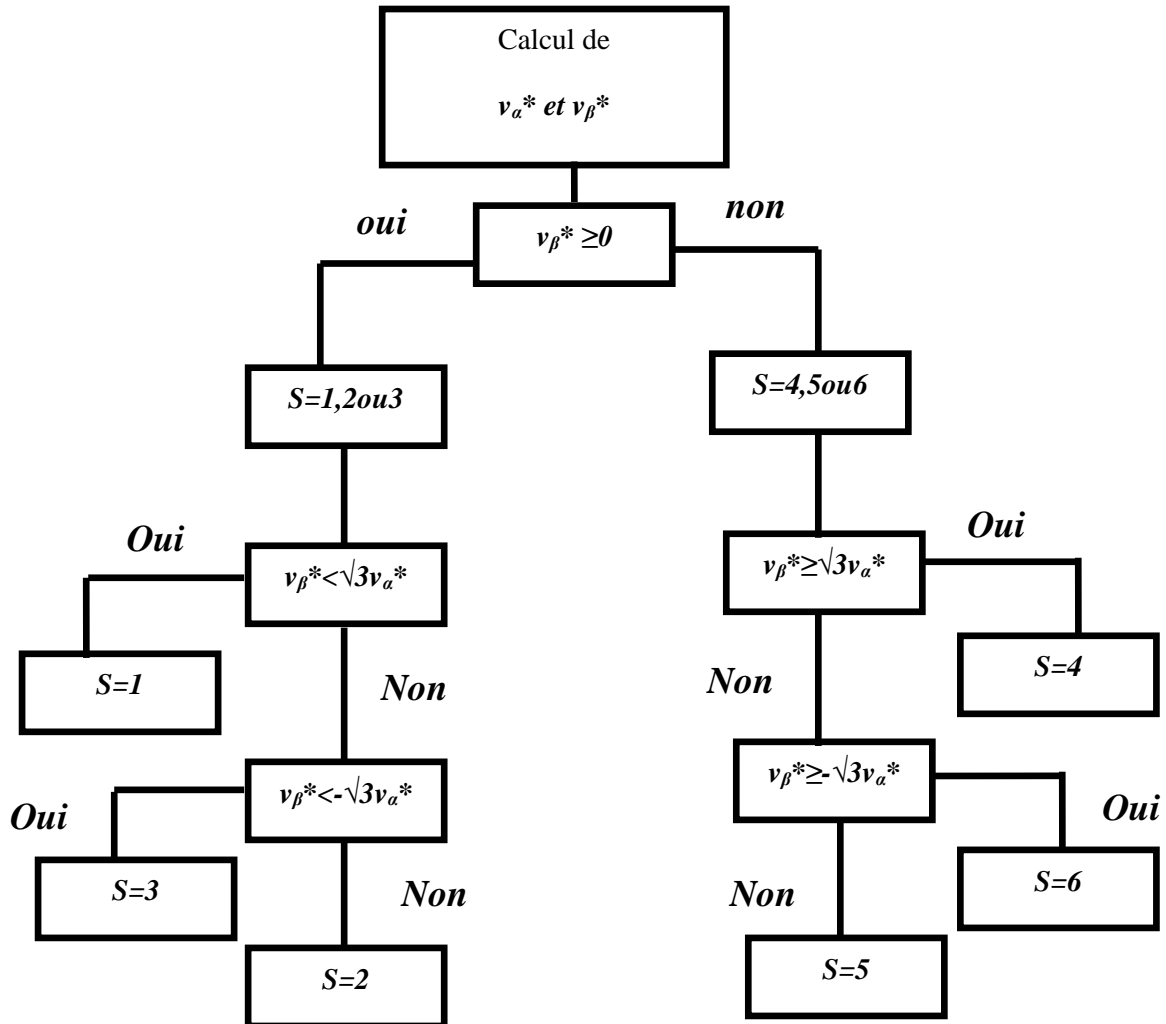 Calcul de
vα* et vβ*
oui
non
vβ* ≥0
S=1,2ou3
S=4,5ou6
Oui
Oui
vβ*<√3vα*
vβ*≥√3vα*
S=1
Non
Non
S=4
vβ*<-√3vα*
vβ*≥-√3vα*
Oui
Oui
S=3
Non
Non
S=6
S=2
S=5